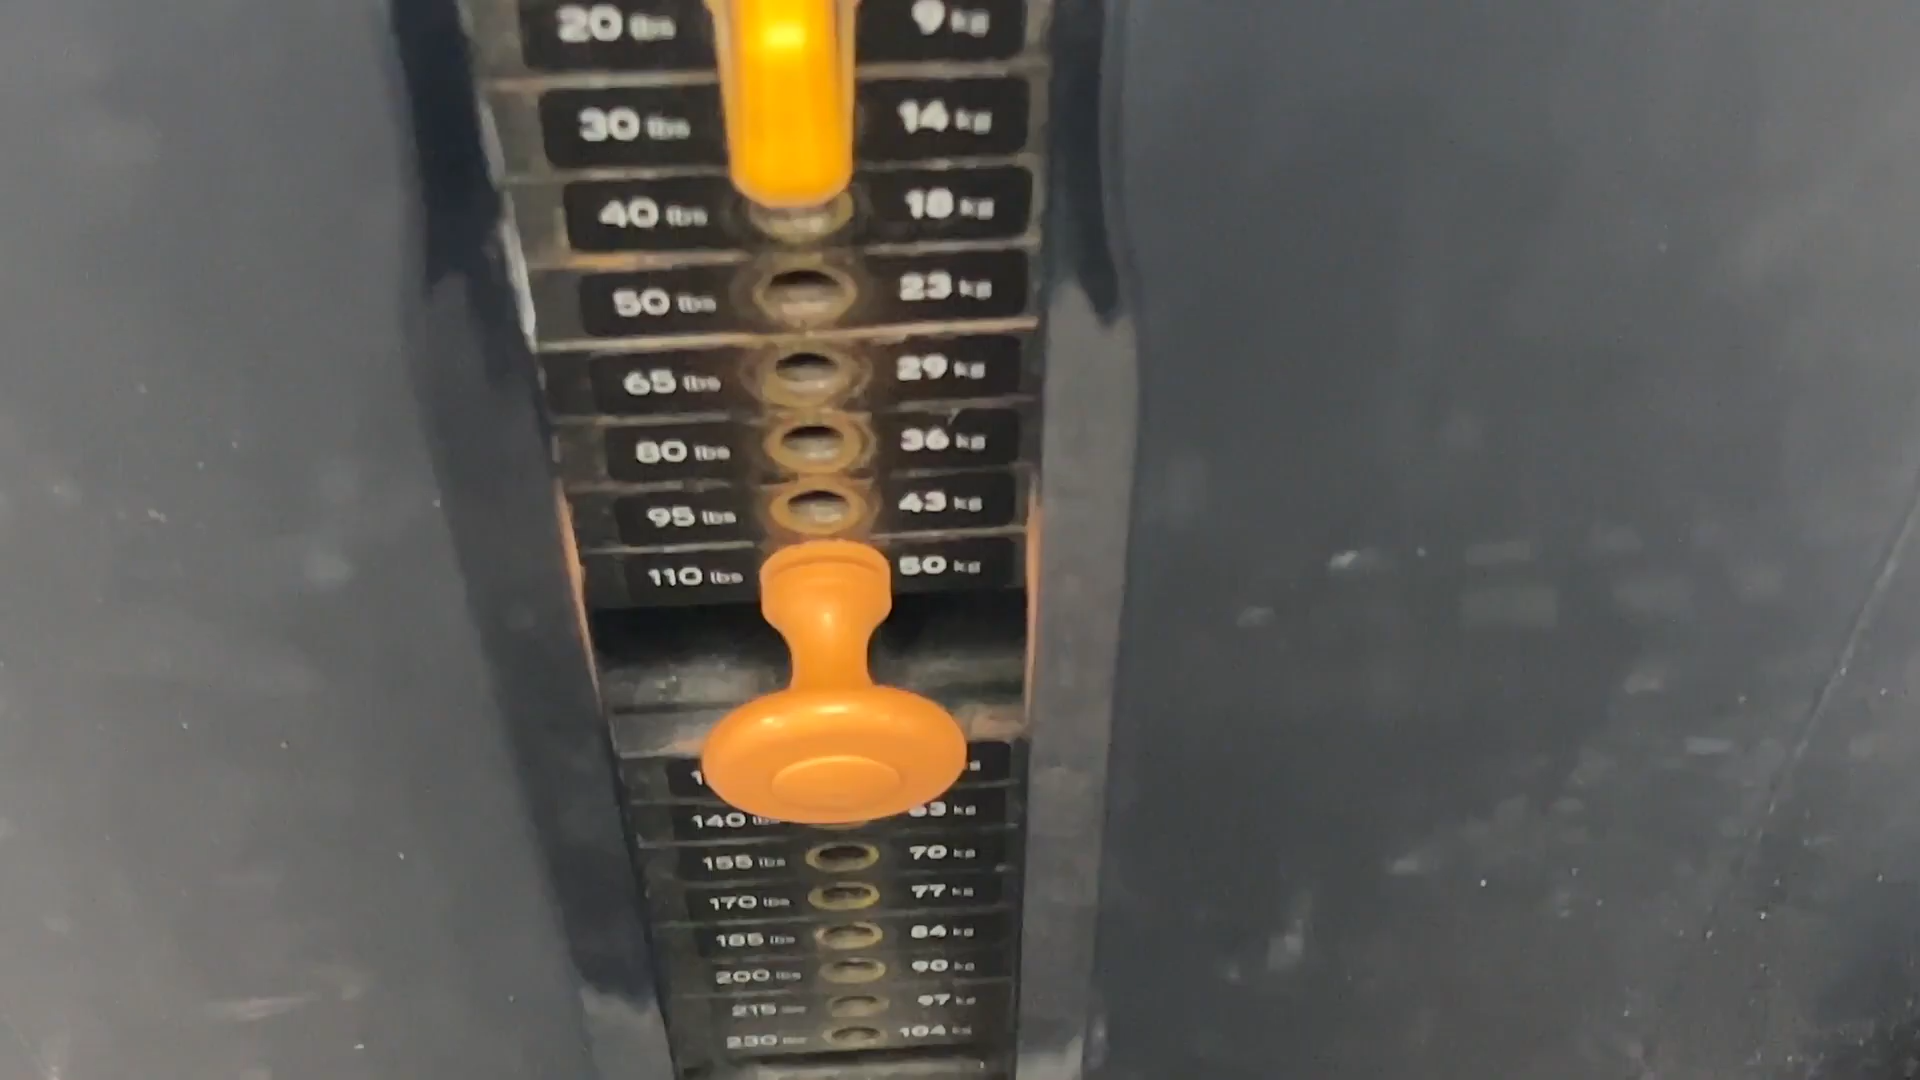 20 lbs 9 kg
30 lbs 14 kg
40 lbs 18 kg
50 lbs 23 kg
65 lbs 29 kg
80 lbs 36 kg
95 lbs 43 kg
110 lbs 50 kg
140 lbs 63 kg
155 lbs 70 kg
170 lbs 77 kg
185 lbs 84 kg
200 lbs 90 kg
215 lbs 97 kg
230 lbs 104 kg